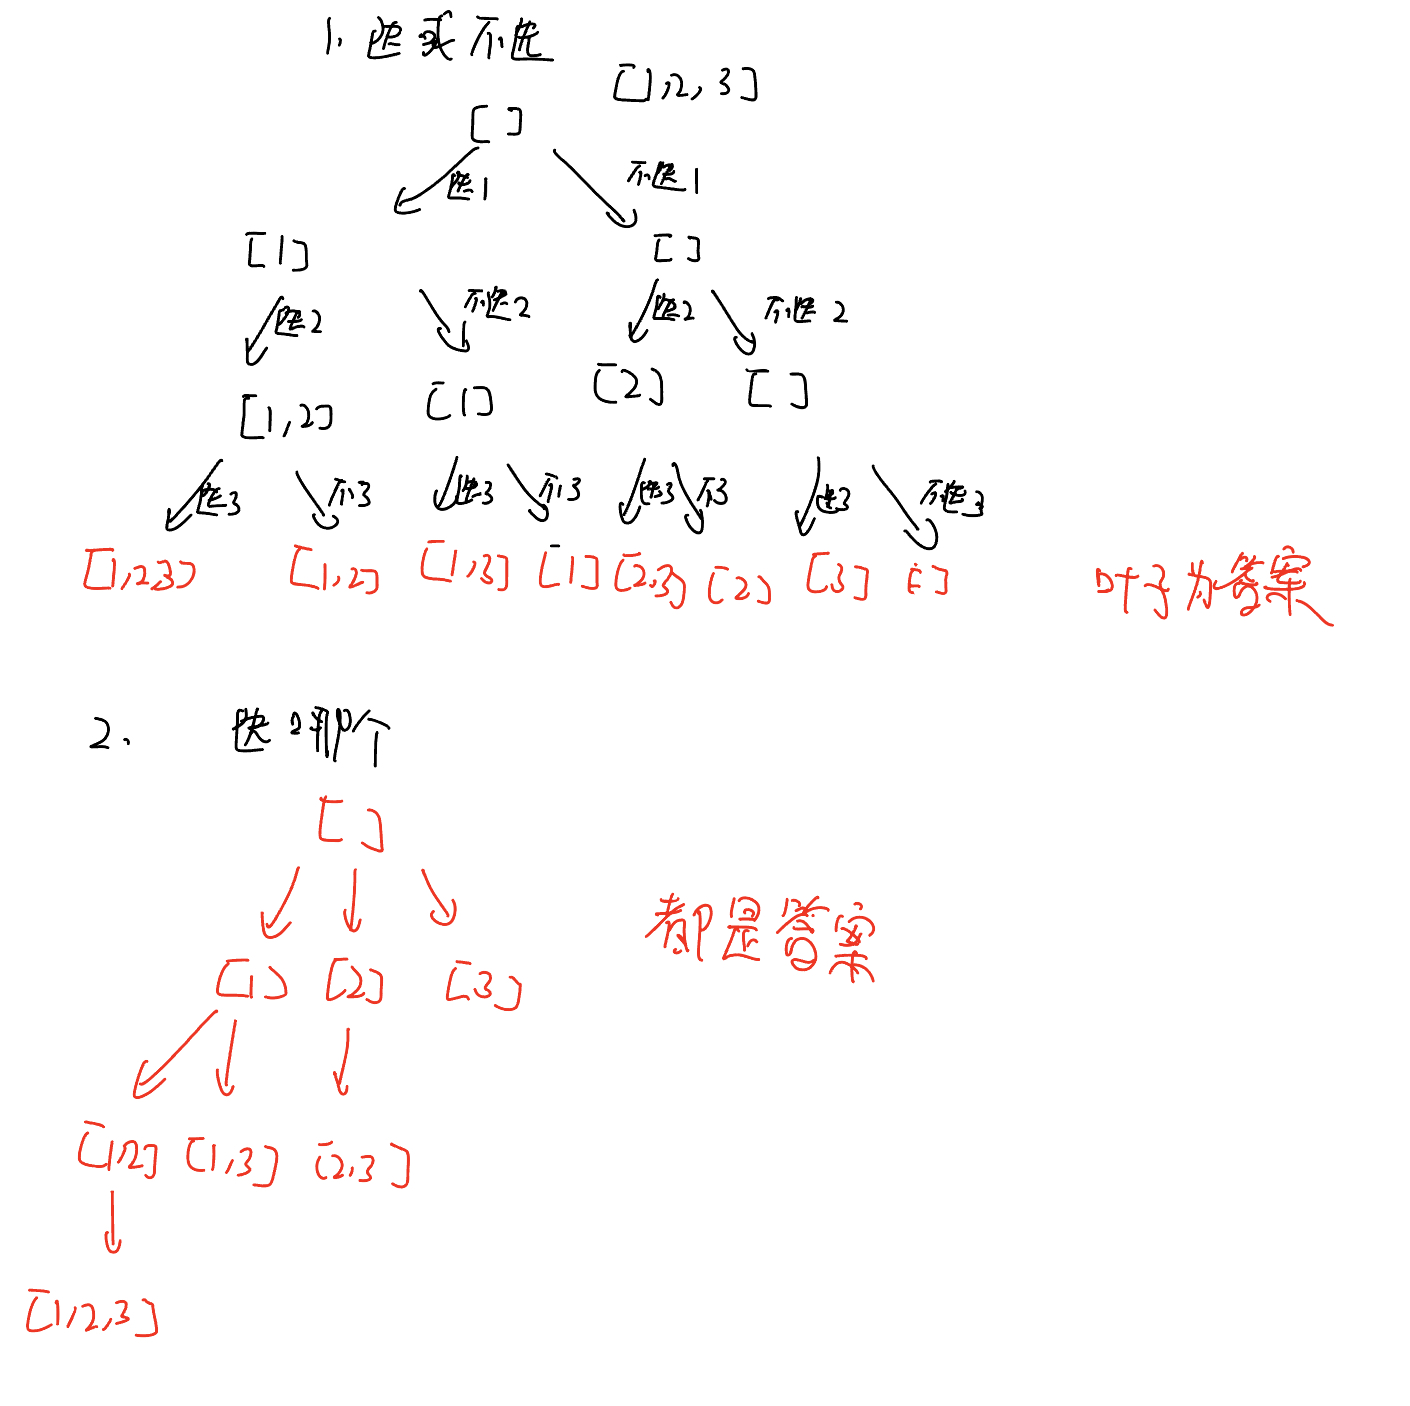 1. 选或不选
[1,2,3]
[ ]
选1 不选1
[1] [ ]
选2 不选2 选2 不选2
[1,2] [1] [2] [ ]
选3 不3 选3 不3 选3 不3 选3 不选3
[1,2,3] [1,2] [1,3] [1] [2,3] [2] [3] [ ] 叶子为答案
2. 选哪个
[ ]
都是答案
[1] [2] [3]
[1,2] [1,3] [2,3]
[1,2,3]